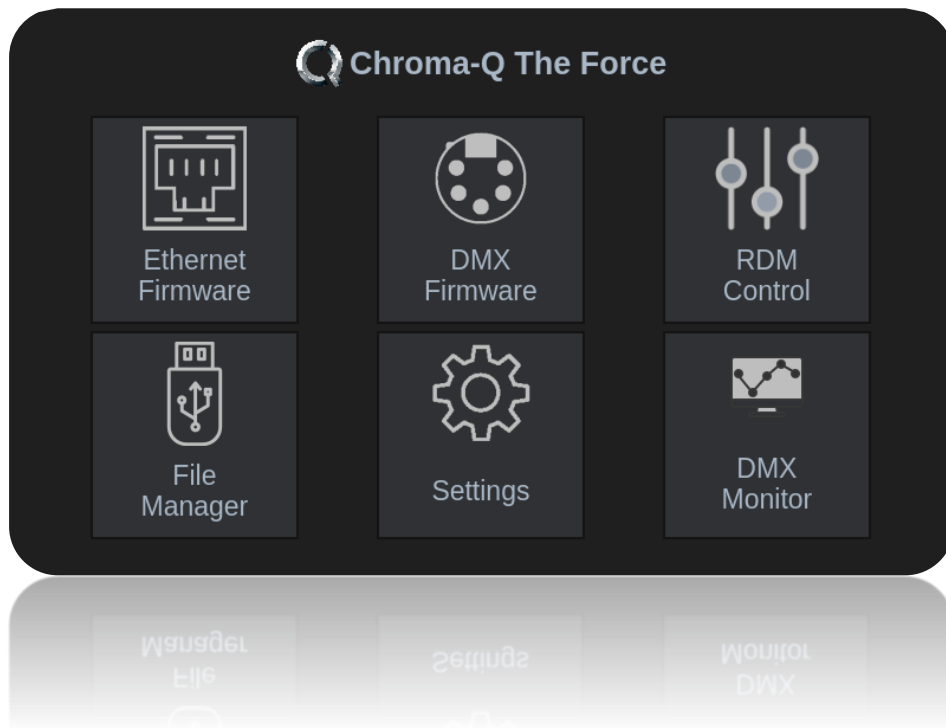 Chroma-Q The Force
Ethernet
Firmware
DMX
Firmware
RDM
Control
File
Manager
Settings
DMX
Monitor